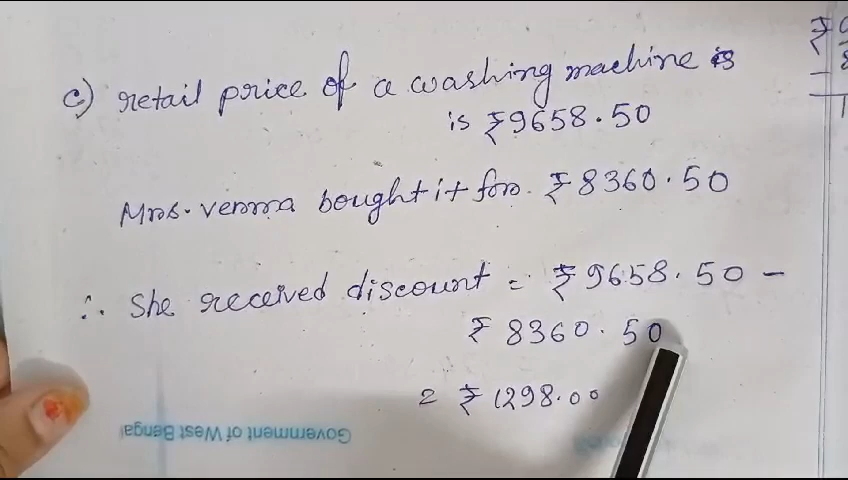 c) retail price of a washing machine is
is ₹9658.50
Mrs. Verma bought it for ₹8360.50
∴ She received discount = ₹9658.50 -
₹8360.50
= ₹1298.00
Government of West Bengal